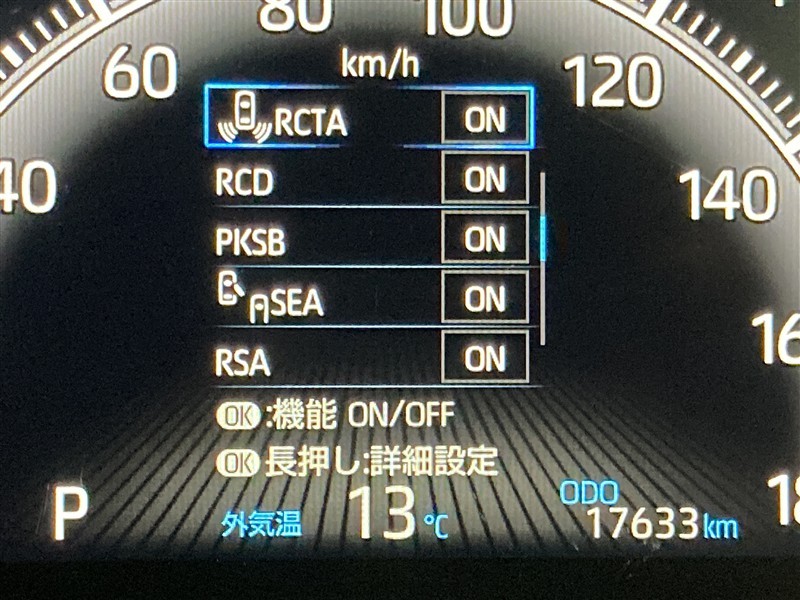 80 100
60 km/h 120
RCTA ON
40 RCD ON 140
PKSB ON
SEA ON
RSA ON
OK:機能 ON/OFF
OK長押し:詳細設定
P 外気温 13℃ ODO 17633km